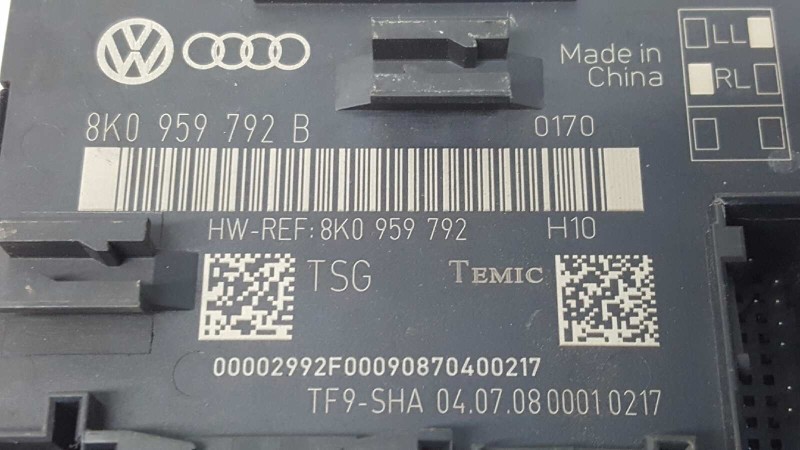 Made in
China
LL
RL
8K0 959 792 B 0170
HW-REF: 8K0 959 792 H10
TSG TEMIC
00002992F00090870400217
TF9-SHA 04.07.08 0001 0217